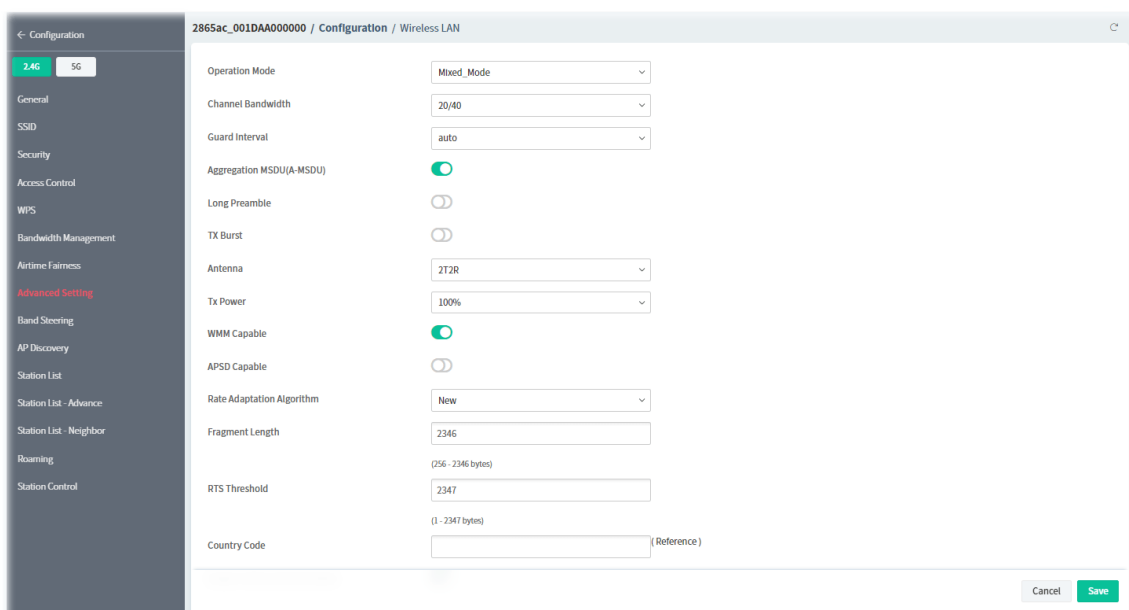 ← Configuration
2.4G 5G
General
SSID
Security
Access Control
WPS
Bandwidth Management
Airtime Fairness
Advanced Setting
Band Steering
AP Discovery
Station List
Station List - Advance
Station List - Neighbor
Roaming
Station Control
2865ac_001DAA000000 / Configuration / Wireless LAN
Operation Mode Mixed_Mode
Channel Bandwidth 20/40
Guard Interval auto
Aggregation MSDU(A-MSDU)
Long Preamble
TX Burst
Antenna 2T2R
Tx Power 100%
WMM Capable
APSD Capable
Rate Adaptation Algorithm New
Fragment Length 2346
(256 - 2346 bytes)
RTS Threshold 2347
(1 - 2347 bytes)
Country Code ( Reference )
Cancel Save